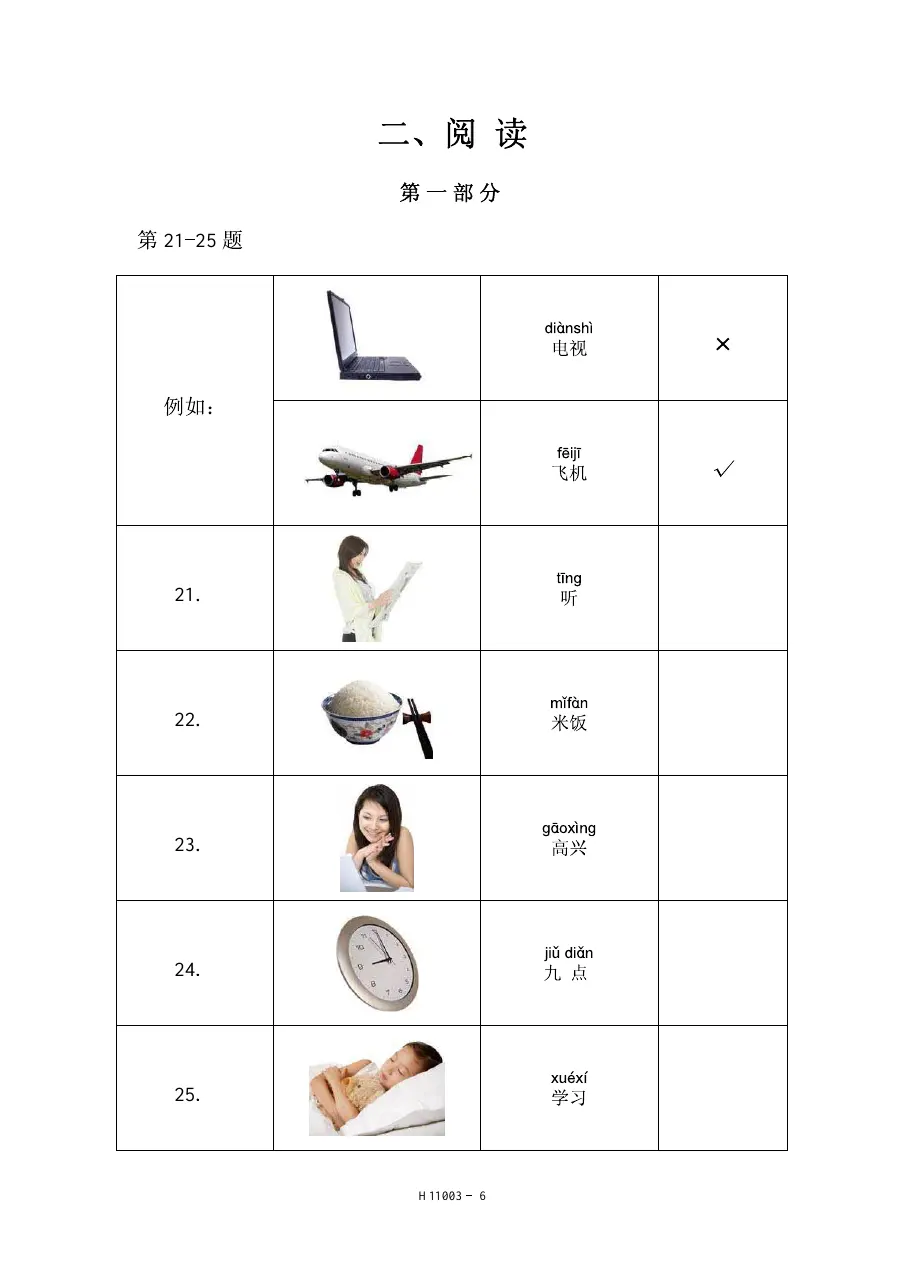 二、阅 读
第一部分
第 21-25 题
例如：
diànshì
电视
×
fēijī
飞机
√
21.
tīng
听
22.
mǐfàn
米饭
23.
gāoxìng
高兴
24.
jiǔ diǎn
九 点
25.
xuéxí
学习
H11003 - 6